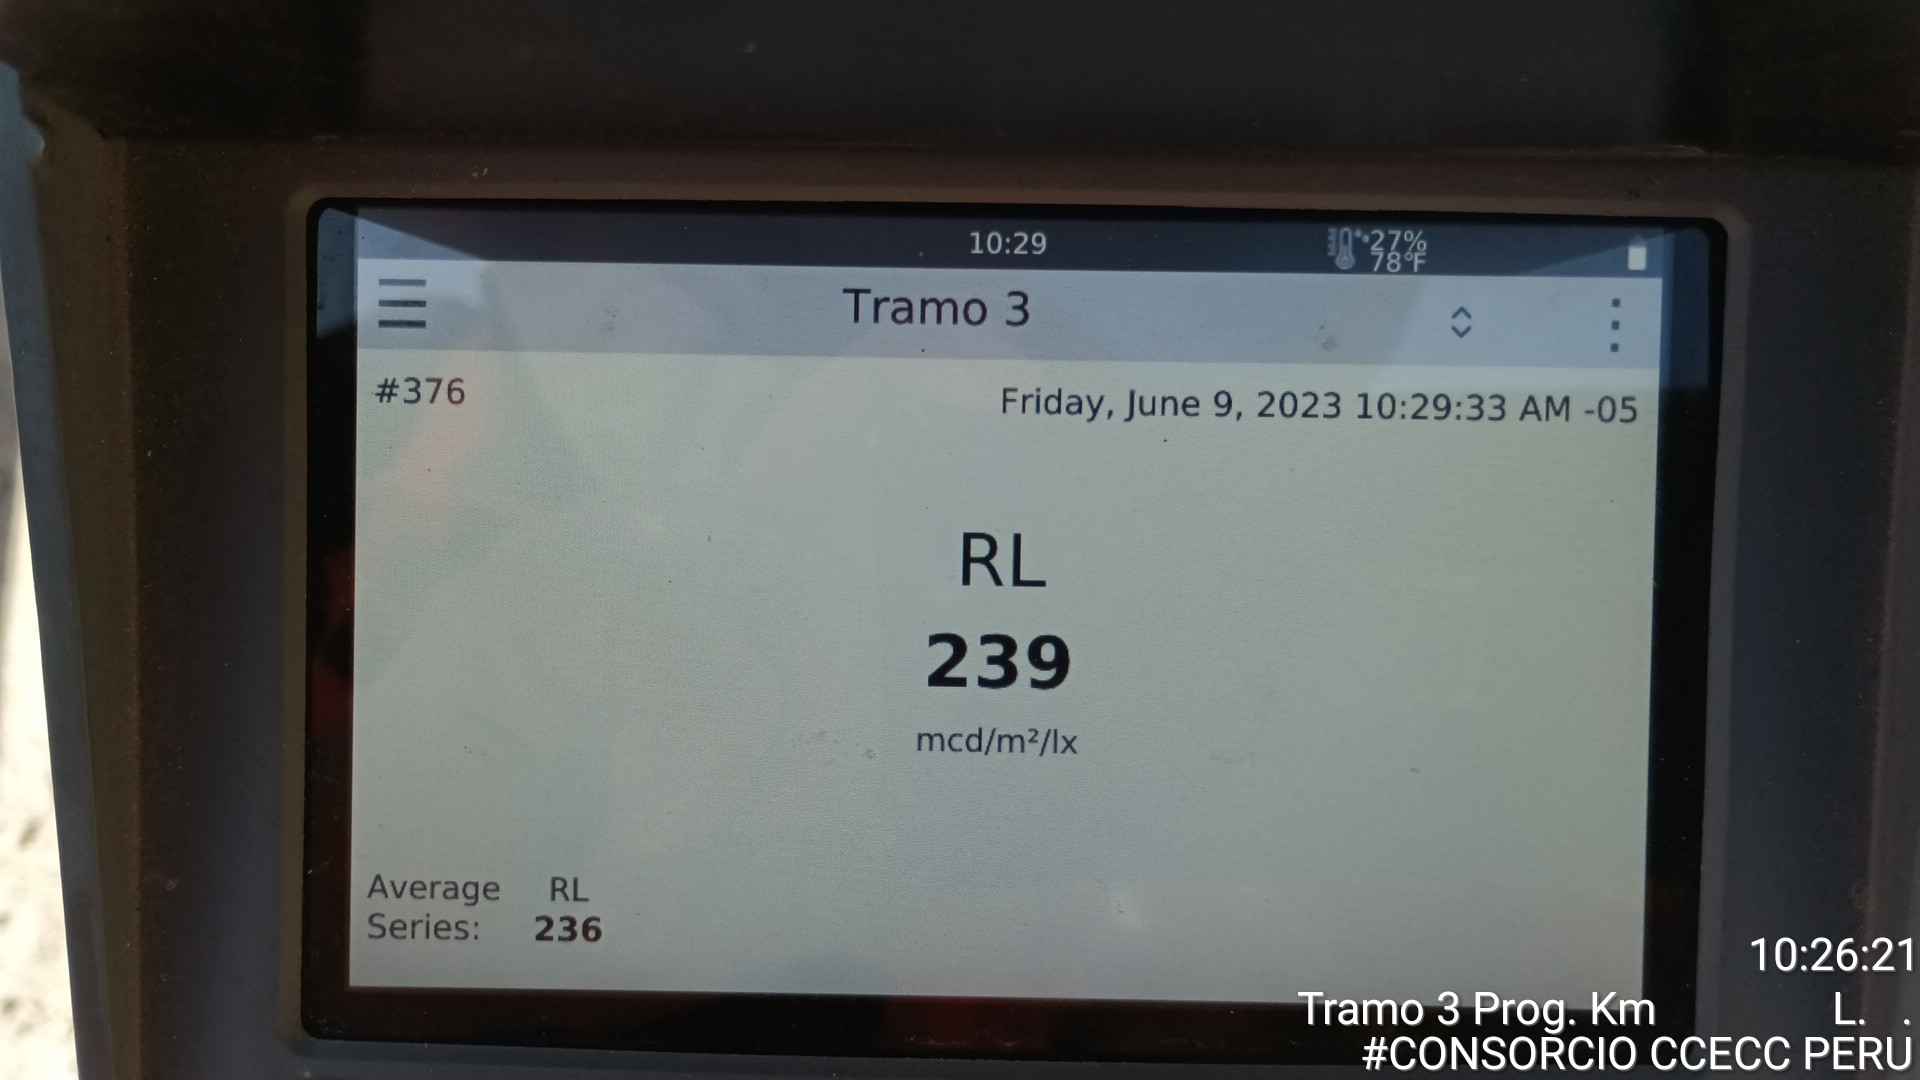 10:29
27%
78°F
Tramo 3
#376
Friday, June 9, 2023 10:29:33 AM -05
RL
239
mcd/m²/lx
Average RL
Series: 236
10:26:21
Tramo 3 Prog. Km L. .
#CONSORCIO CCECC PERU